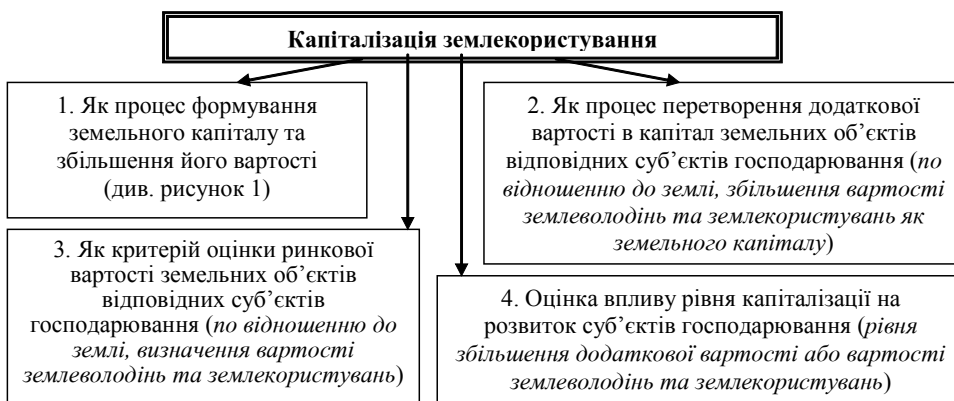 Капіталізація землекористування
1. Як процес формування
земельного капіталу та
збільшення його вартості
(див. рисунок 1)
2. Як процес перетворення додаткової
вартості в капітал земельних об’єктів
відповідних суб’єктів господарювання (по
відношенню до землі, збільшення вартості
землеволодінь та землекористувань як
земельного капіталу)
3. Як критерій оцінки ринкової
вартості земельних об’єктів
відповідних суб’єктів
господарювання (по відношенню до
землі, визначення вартості
землеволодінь та землекористувань)
4. Оцінка впливу рівня капіталізації на
розвиток суб’єктів господарювання (рівня
збільшення додаткової вартості або вартості
землеволодінь та землекористувань)